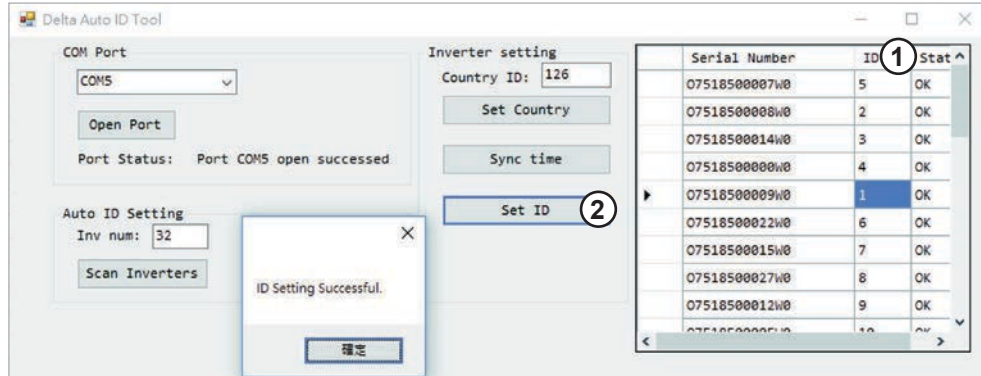 Delta Auto ID Tool
COM Port
COM5
Open Port
Port Status: Port COM5 open successed
Auto ID Setting
Inv num: 32
Scan Inverters
Inverter setting
Country ID: 126
Set Country
Sync time
Set ID 2
ID Setting Successful.
確定
Serial Number ID 1 Stat
O7518500007W0 5 OK
O7518500008W0 2 OK
O7518500014W0 3 OK
O7518500000W0 4 OK
O7518500009W0 1 OK
O7518500022W0 6 OK
O7518500015W0 7 OK
O7518500027W0 8 OK
O7518500012W0 9 OK